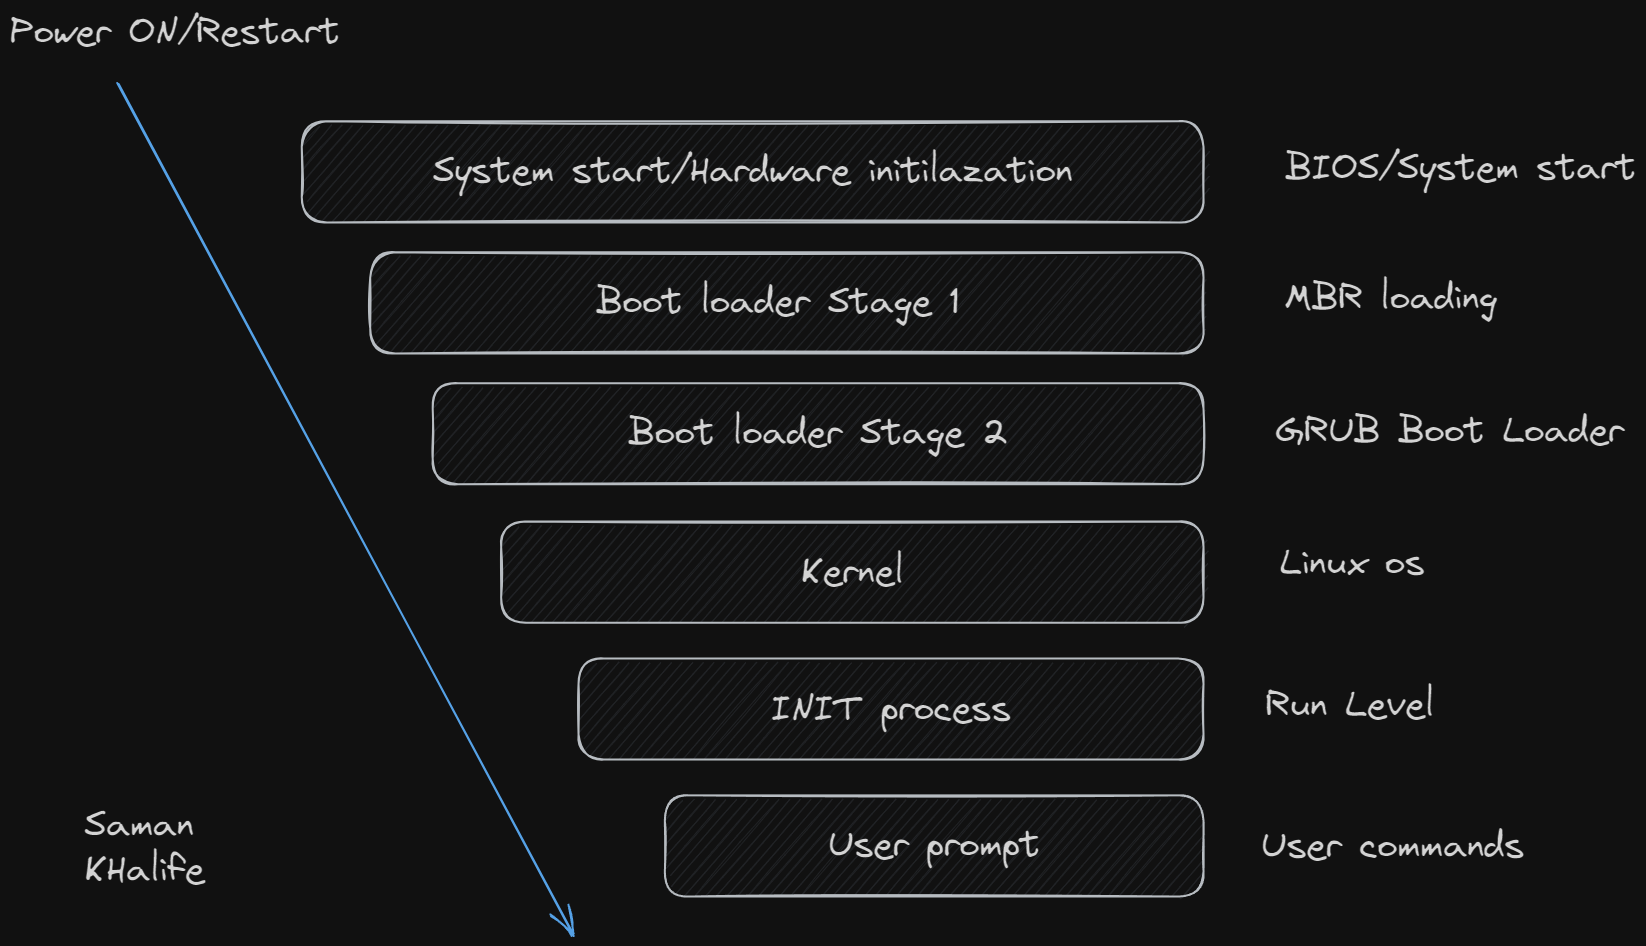 Power ON/Restart
System start/Hardware initilazation
BIOS/System start
Boot loader Stage 1
MBR loading
Boot loader Stage 2
GRUB Boot Loader
Kernel
Linux os
INIT process
Run Level
User prompt
User commands
Saman
KHalife